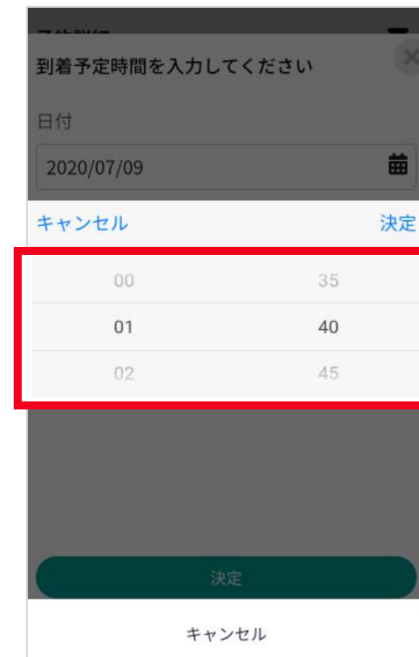 到着予定時間を入力してください
日付
2020/07/09
キャンセル 決定
00 35
01 40
02 45
決定
キャンセル